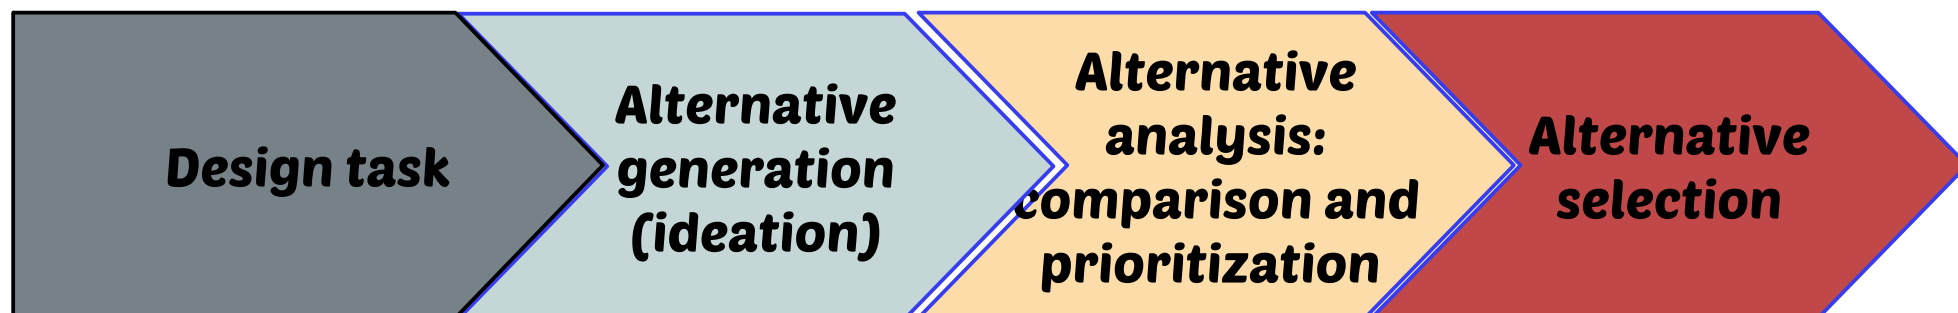 Design task
Alternative
generation
(ideation)
Alternative
analysis:
comparison and
prioritization
Alternative
selection